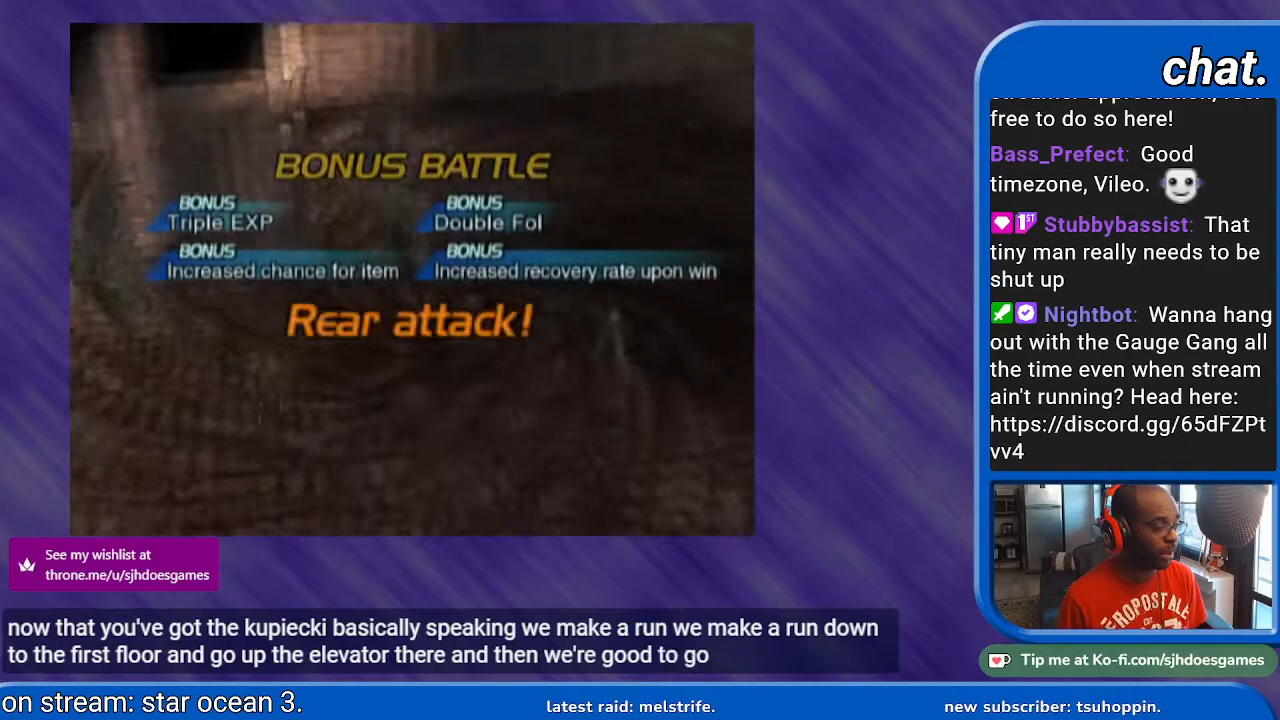 BONUS BATTLE
BONUS
Triple EXP
BONUS
Double Fol
BONUS
Increased chance for item
BONUS
Increased recovery rate upon win
Rear attack!
See my wishlist at
throne.me/u/sjhdoesgames
now that you've got the kupiecki basically speaking we make a run we make a run down
to the first floor and go up the elevator there and then we're good to go
chat.
free to do so here!
Bass_Prefect: Good
timezone, Vileo.
1ST Stubbybassist: That
tiny man really needs to be
shut up
Nightbot: Wanna hang
out with the Gauge Gang all
the time even when stream
ain't running? Head here:
https://discord.gg/65dFZPt
vv4
Tip me at Ko-fi.com/sjhdoesgames
on stream: star ocean 3.
latest raid: melstrife.
new subscriber: tsuhoppin.